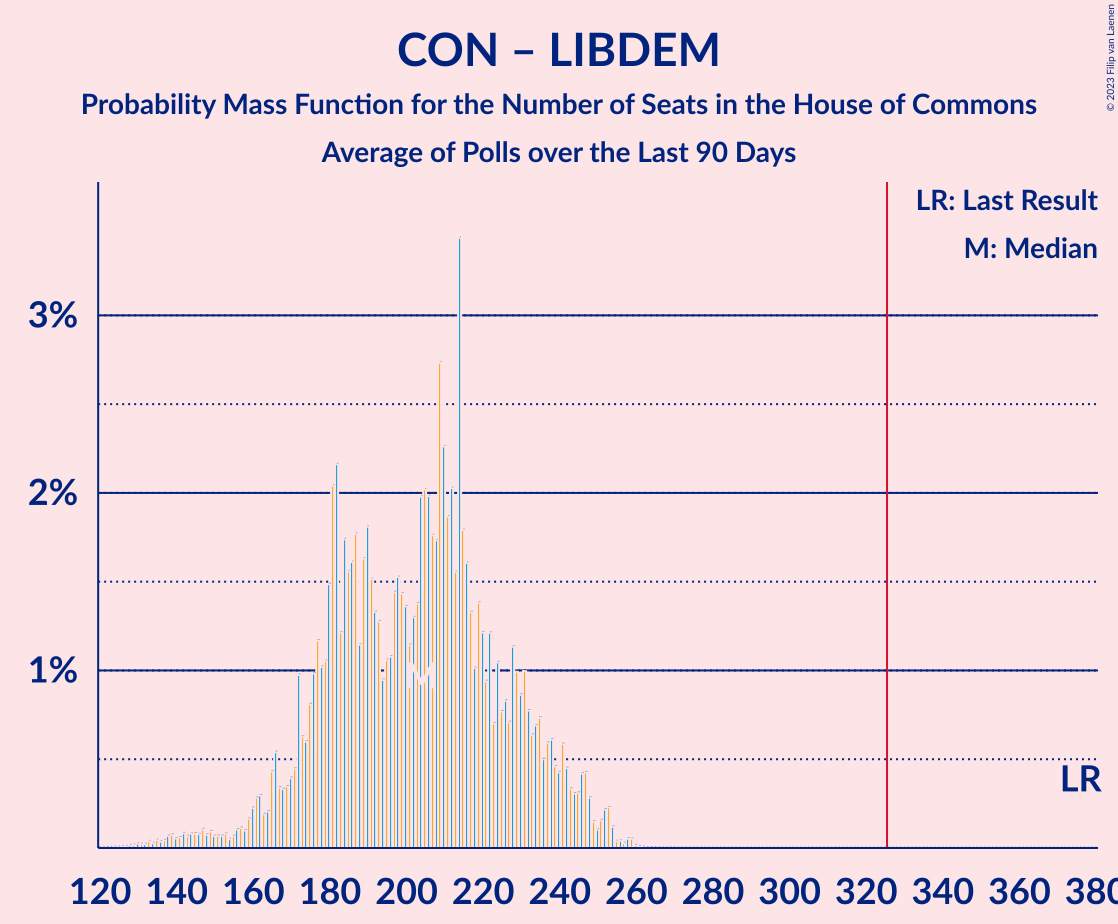 CON – LIBDEM
Probability Mass Function for the Number of Seats in the House of Commons
Average of Polls over the Last 90 Days
© 2023 Filip van Laenen
LR: Last Result
M: Median
3%
2%
1%
M
LR
120 140 160 180 200 220 240 260 280 300 320 340 360 380